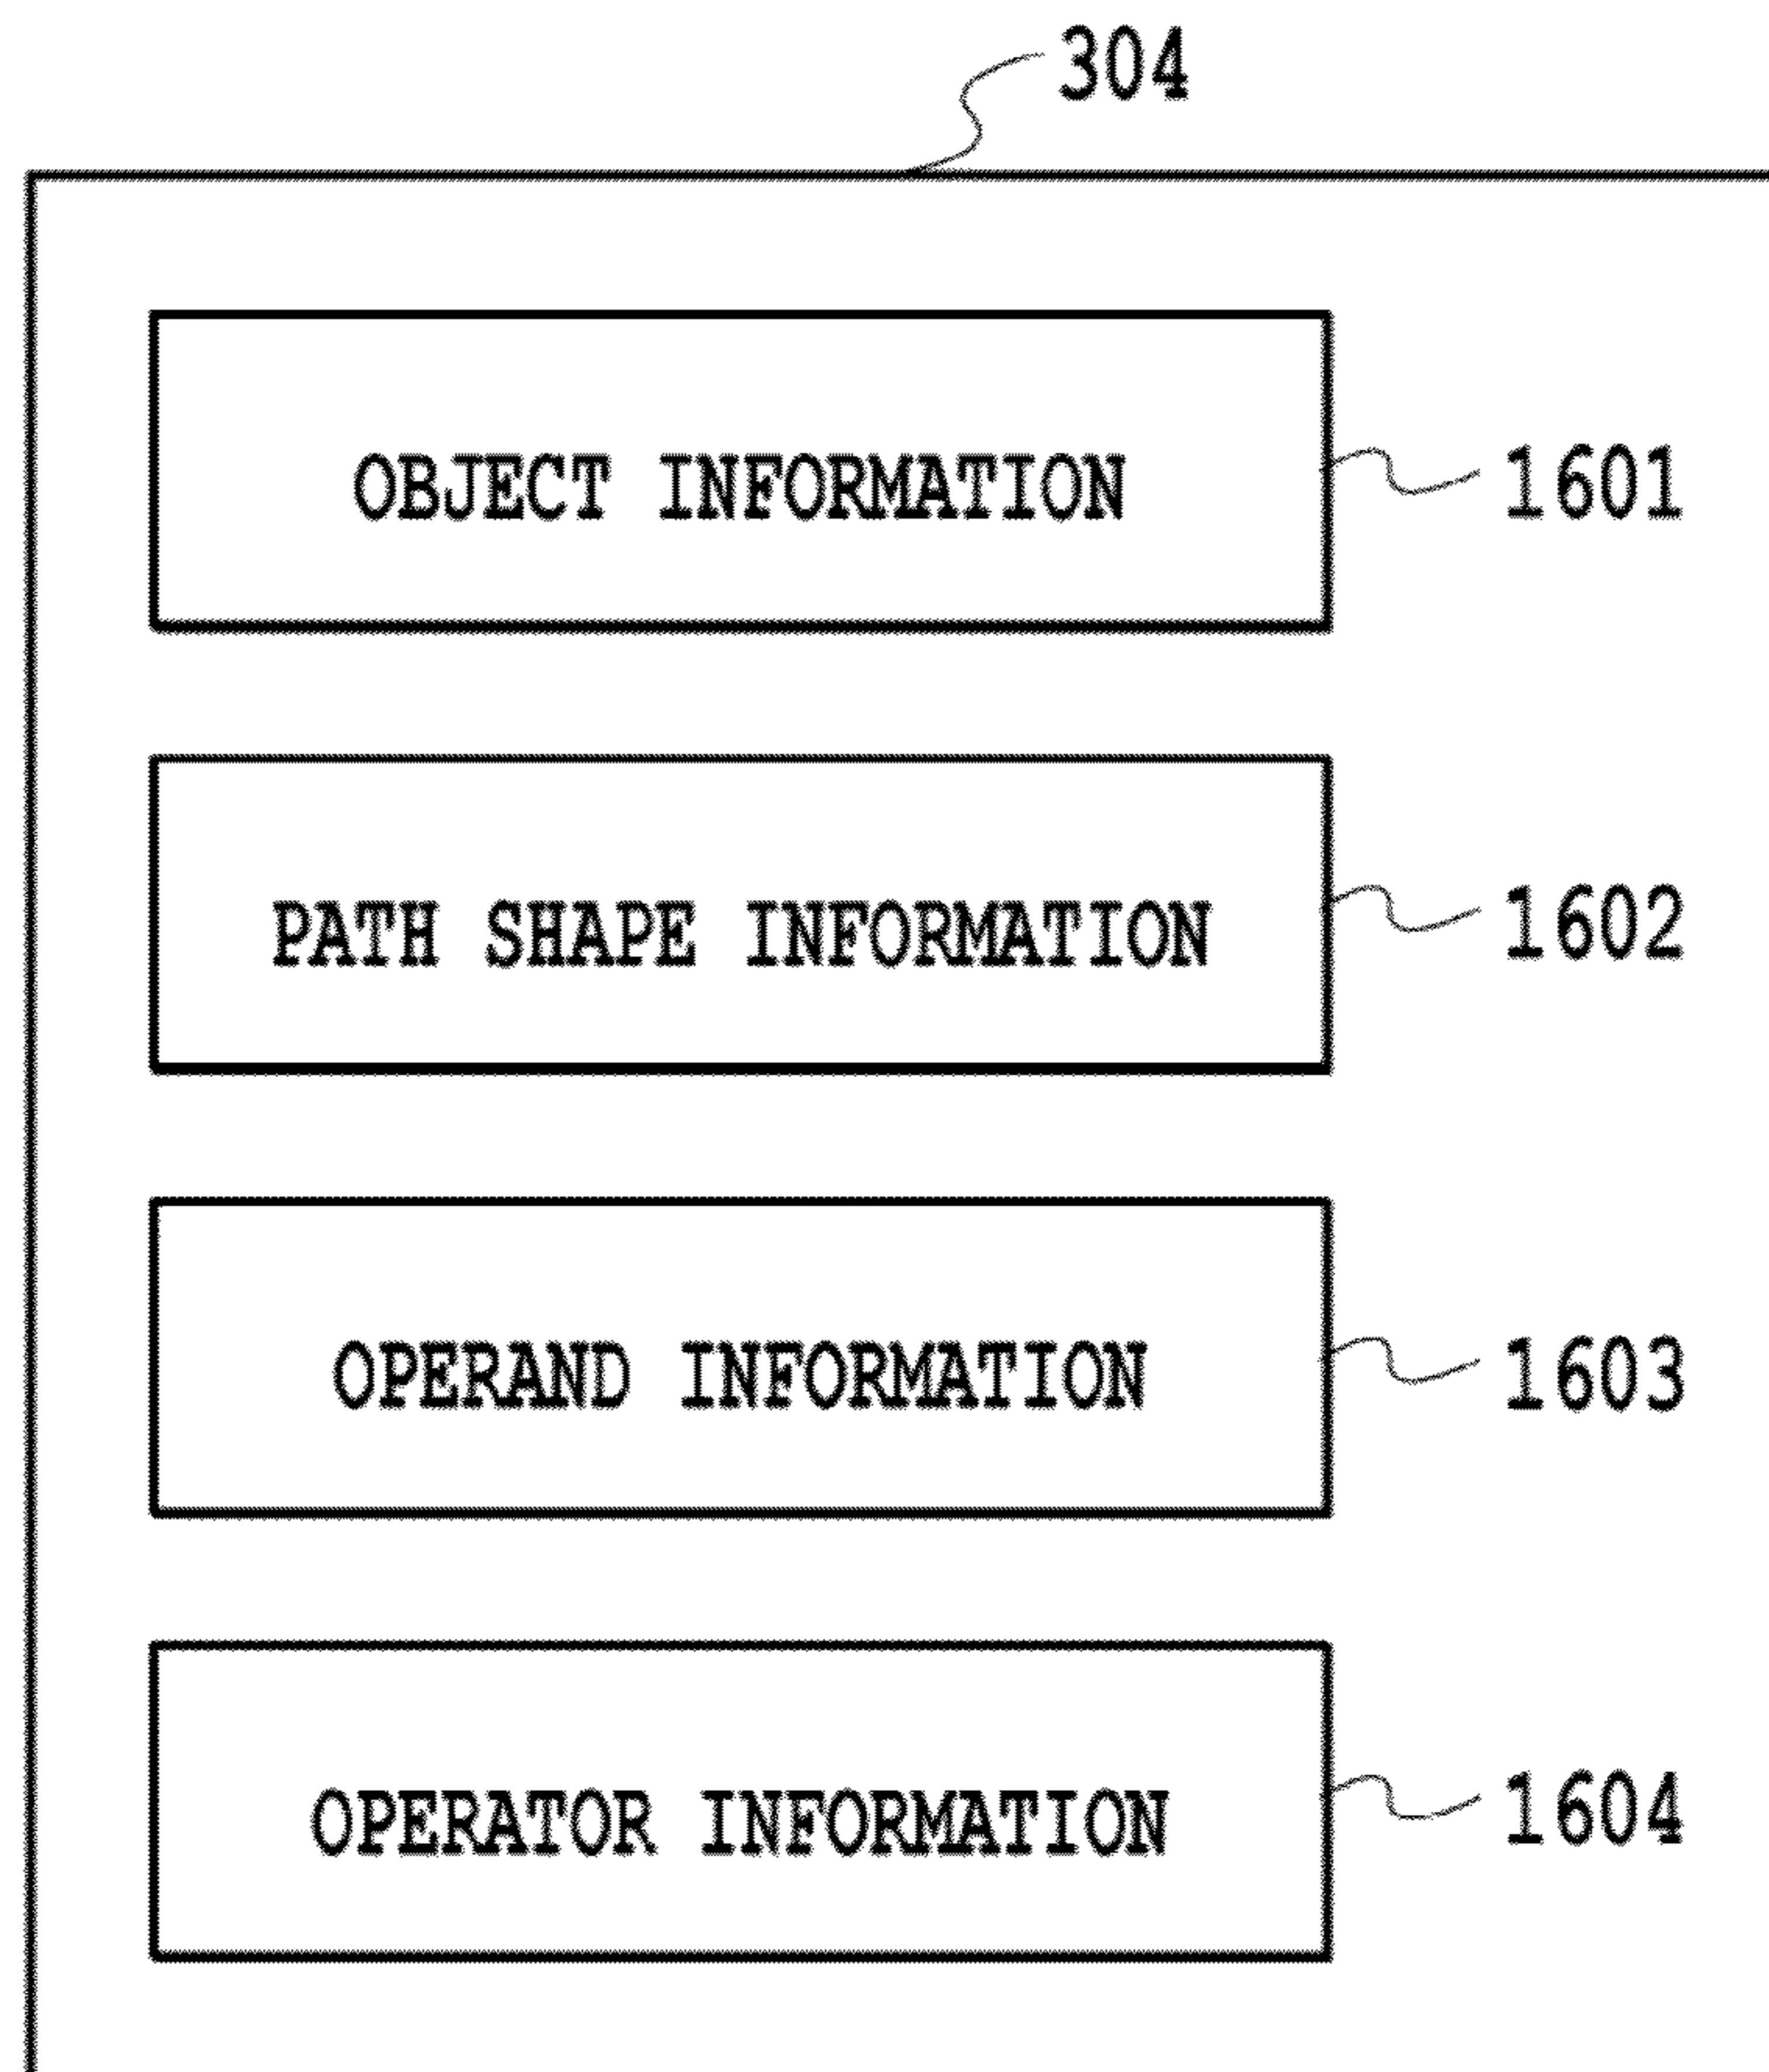 304
OBJECT INFORMATION 1601
PATH SHAPE INFORMATION 1602
OPERAND INFORMATION 1603
OPERATOR INFORMATION 1604